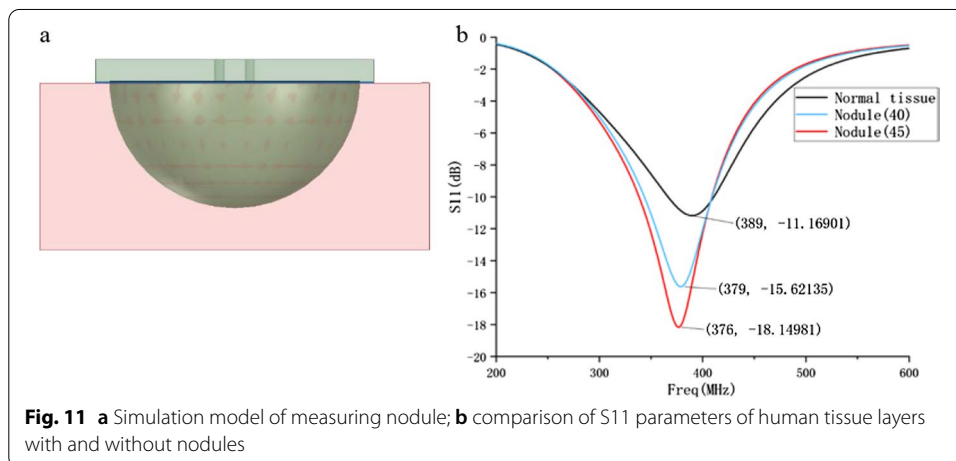 a
b
0
-2
-4
-6
-8
-10
-12
-14
-16
-18
-20
S11(dB)
Normal tissue
Nodule(40)
Nodule(45)
(389, -11.16901)
(379, -15.62135)
(376, -18.14981)
200 300 400 500 600
Freq(MHz)
Fig. 11 a Simulation model of measuring nodule; b comparison of S11 parameters of human tissue layers
with and without nodules